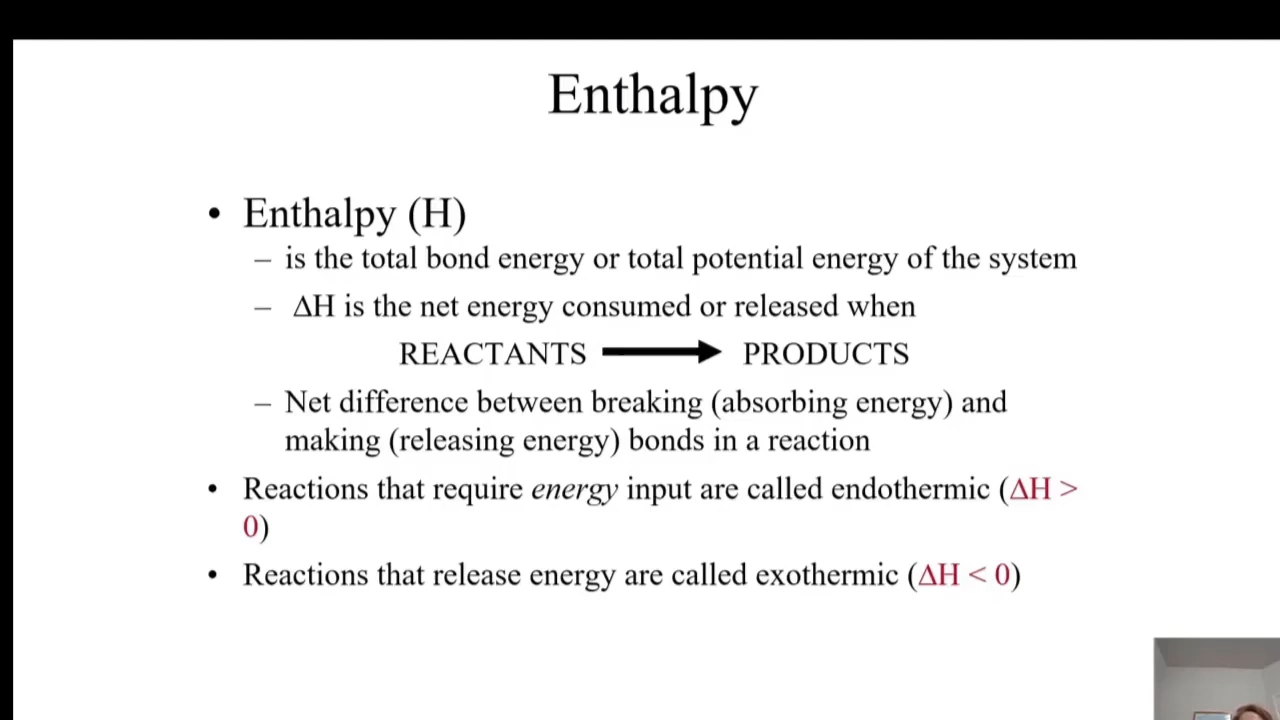 Enthalpy
• Enthalpy (H)
– is the total bond energy or total potential energy of the system
– ΔH is the net energy consumed or released when
REACTANTS → PRODUCTS
– Net difference between breaking (absorbing energy) and
making (releasing energy) bonds in a reaction
• Reactions that require energy input are called endothermic (ΔH >
0)
• Reactions that release energy are called exothermic (ΔH < 0)